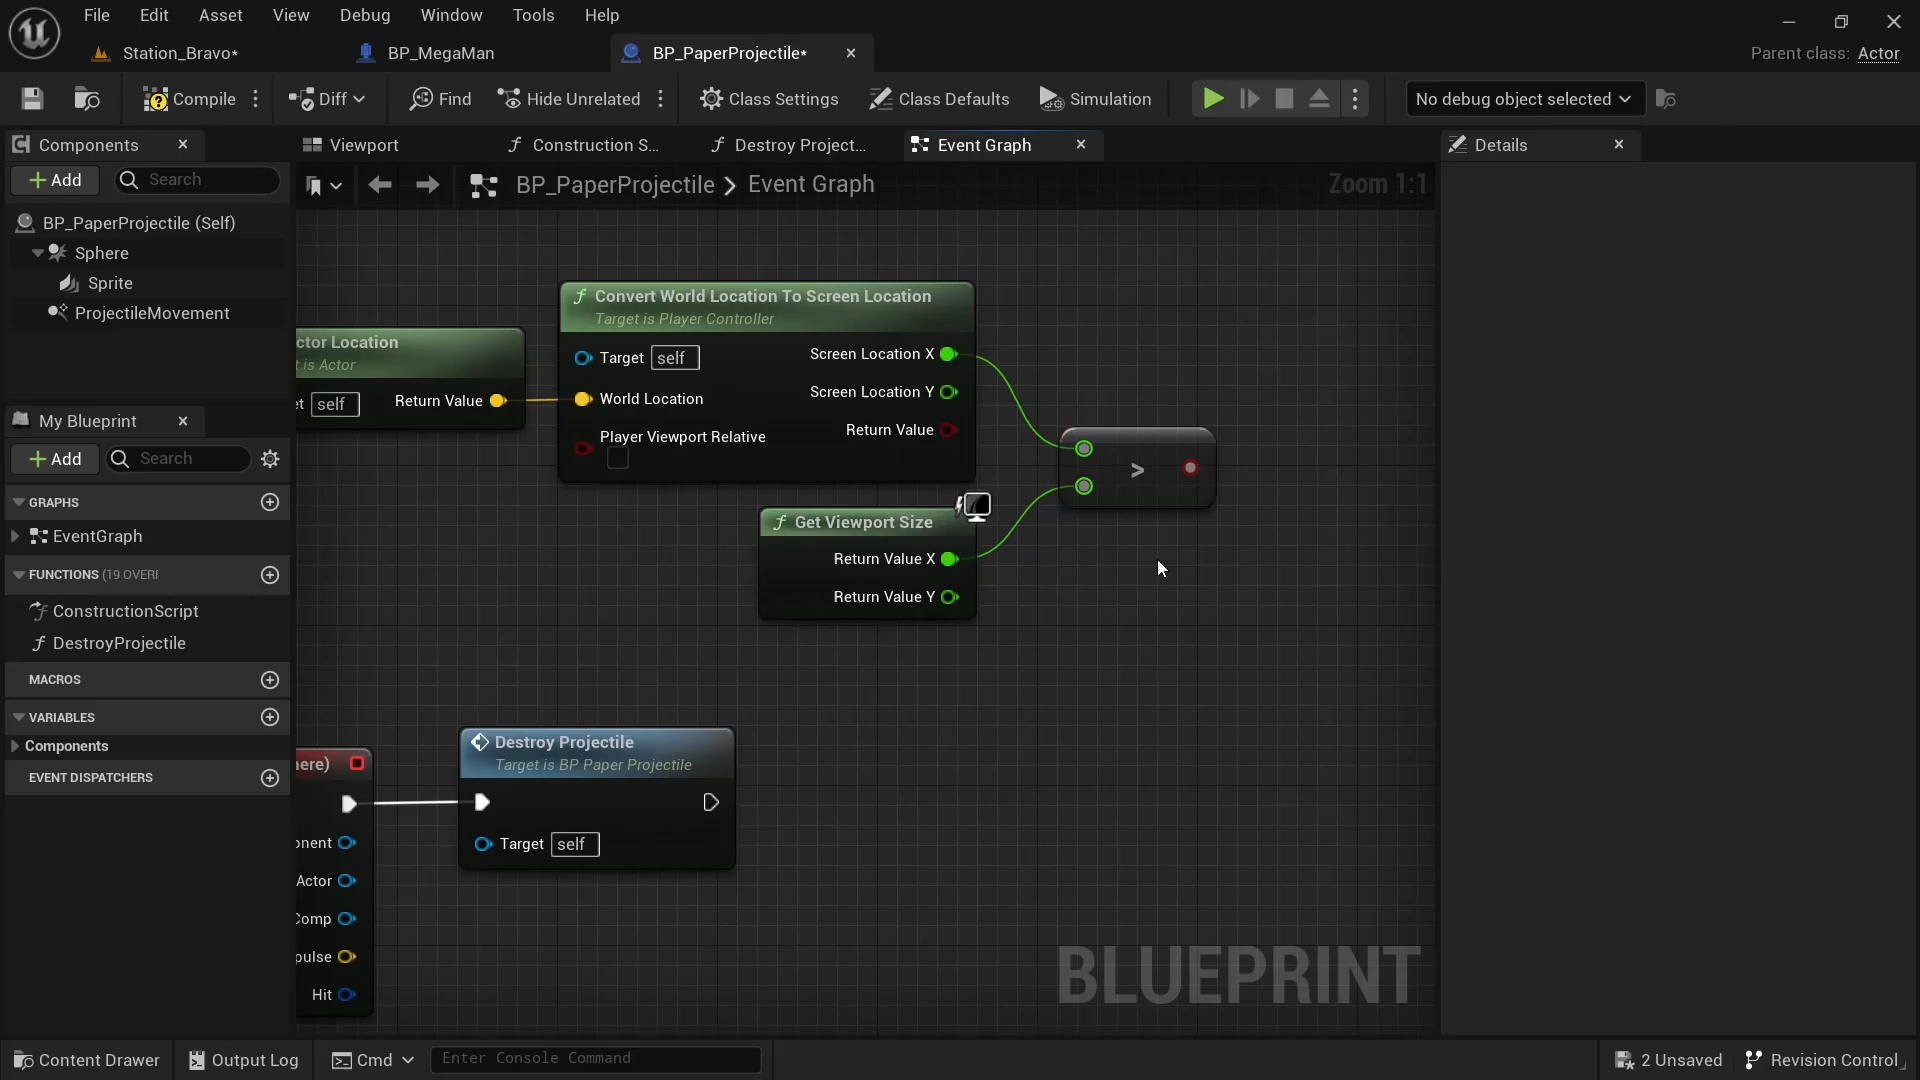 File Edit Asset View Debug Window Tools Help
Station_Bravo*
BP_MegaMan
BP_PaperProjectile*
Parent class: Actor
Compile
Diff
Find
Hide Unrelated
Class Settings
Class Defaults
Simulation
No debug object selected
Components
Viewport
Construction S...
Destroy Project...
Event Graph
Details
Add
Search
BP_PaperProjectile
Event Graph
Zoom 1:1
BP_PaperProjectile (Self)
Sphere
Sprite
ProjectileMovement
ctor Location
t is Actor
et self
Return Value
Convert World Location To Screen Location
Target is Player Controller
Target self
World Location
Player Viewport Relative
Screen Location X
Screen Location Y
Return Value
>
Get Viewport Size
Return Value X
Return Value Y
My Blueprint
Add
Search
GRAPHS
EventGraph
FUNCTIONS (19 OVERI
ConstructionScript
DestroyProjectile
MACROS
VARIABLES
Components
EVENT DISPATCHERS
here)
onent
Actor
Comp
pulse
Hit
Destroy Projectile
Target is BP Paper Projectile
Target self
BLUEPRINT
Content Drawer
Output Log
Cmd
Enter Console Command
2 Unsaved
Revision Control